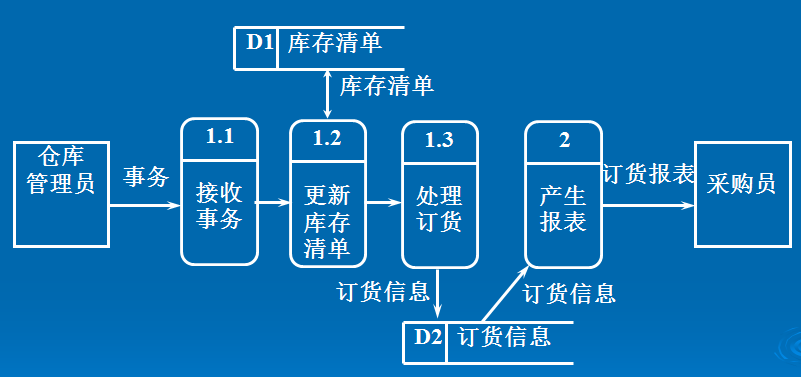 D1 库存清单
库存清单
仓库
管理员
事务
1.1
接收
事务
1.2
更新
库存
清单
1.3
处理
订货
2
产生
报表
订货报表
采购员
订货信息
订货信息
D2 订货信息